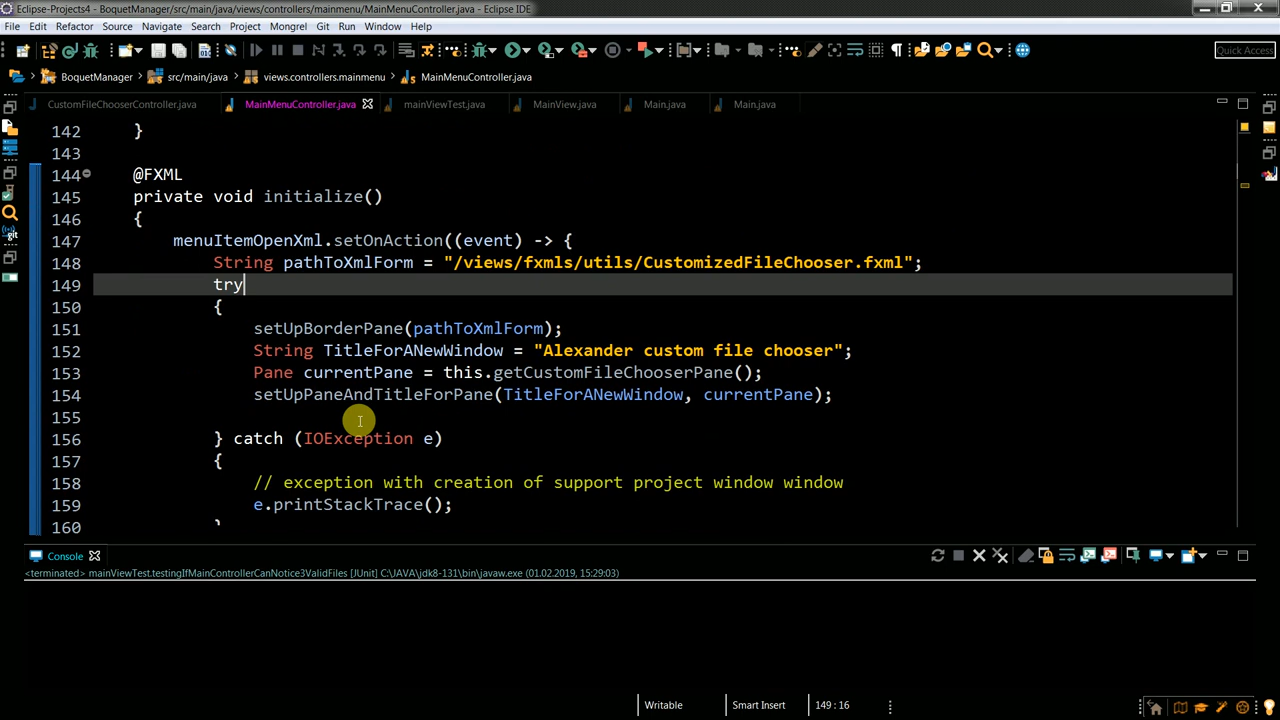 Eclipse-Projects4 - BoquetManager/src/main/java/views/controllers/mainmenu/MainMenuController.java - Eclipse IDE
File Edit Refactor Source Navigate Search Project Mongrel Git Run Window Help
Quick Access
BoquetManager src/main/java views.controllers.mainmenu MainMenuController.java
CustomFileChooserController.java MainMenuController.java mainViewTest.java MainView.java Main.java Main.java
142 }
143
144 @FXML
145 private void initialize()
146 {
147 menuItemOpenXml.setOnAction((event) -> {
148 String pathToXmlForm = "/views/fxmls/utils/CustomizedFileChooser.fxml";
149 try
150 {
151 setUpBorderPane(pathToXmlForm);
152 String TitleForANewWindow = "Alexander custom file chooser";
153 Pane currentPane = this.getCustomFileChooserPane();
154 setUpPaneAndTitleForPane(TitleForANewWindow, currentPane);
155
156 } catch (IOException e)
157 {
158 // exception with creation of support project window window
159 e.printStackTrace();
160 }
Console
<terminated> mainViewTest.testingIfMainControllerCanNotice3ValidFiles [JUnit] C:\JAVA\jdk8-131\bin\javaw.exe (01.02.2019, 15:29:03)
Writable Smart Insert 149 : 16